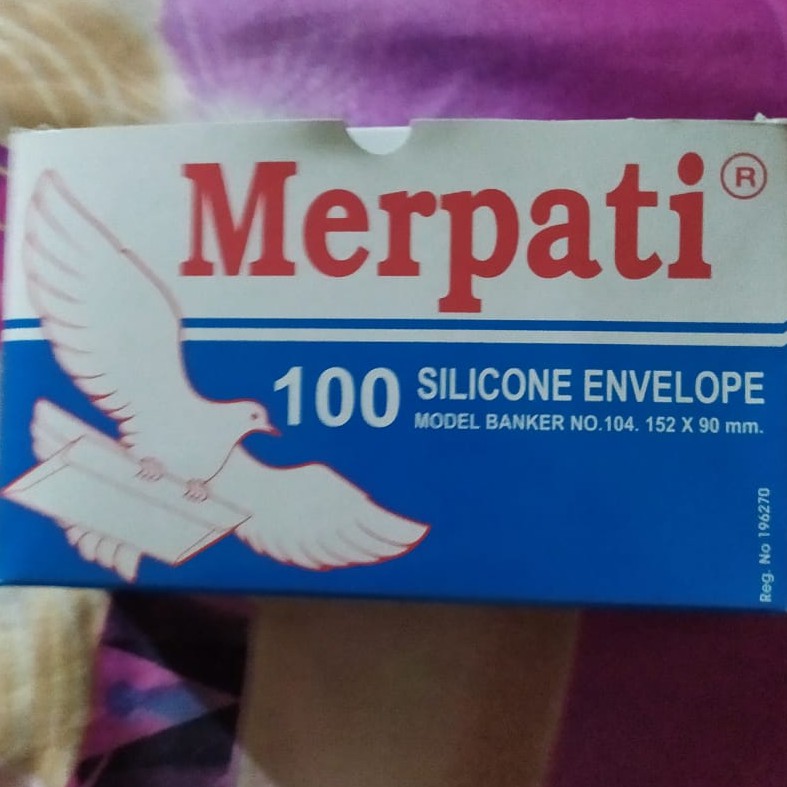 Merpati ®
100 SILICONE ENVELOPE
MODEL BANKER NO.104. 152 X 90 mm.
Reg. No 196270